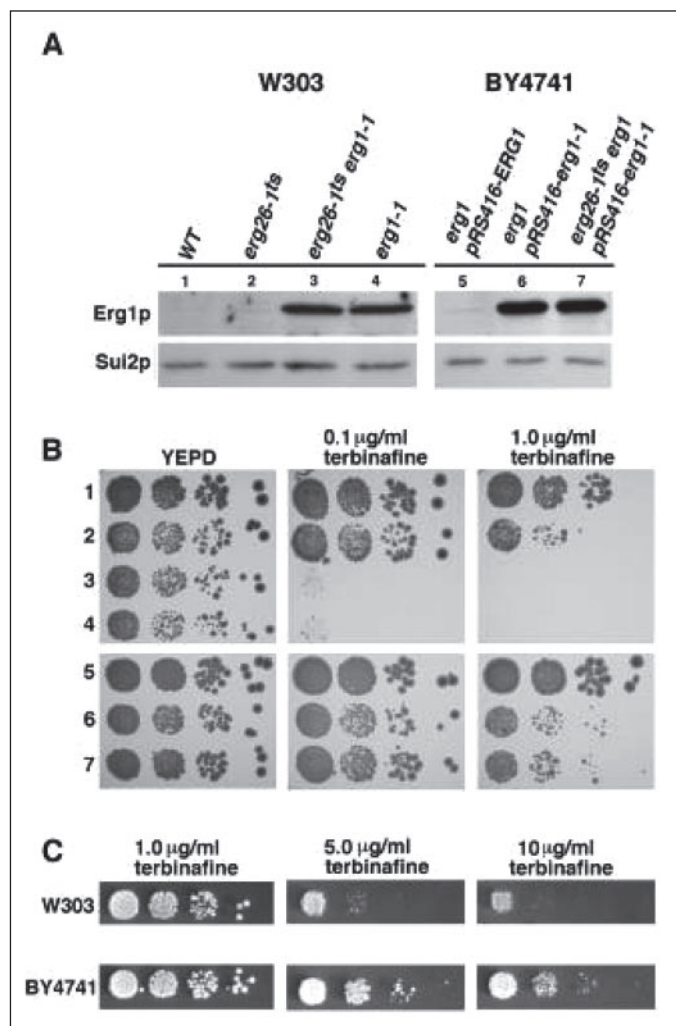 A
W303
BY4741
WT
erg26-1ts
erg26-1ts erg1-1
erg1-1
erg1
pRS416-ERG1
erg1
pRS416-erg1-1
erg26-1ts erg1
pRS416-erg1-1
1 2 3 4 5 6 7
Erg1p
Sui2p
B
YEPD
0.1 µg/ml
terbinafine
1.0 µg/ml
terbinafine
1
2
3
4
5
6
7
C
1.0 µg/ml
terbinafine
5.0 µg/ml
terbinafine
10 µg/ml
terbinafine
W303
BY4741